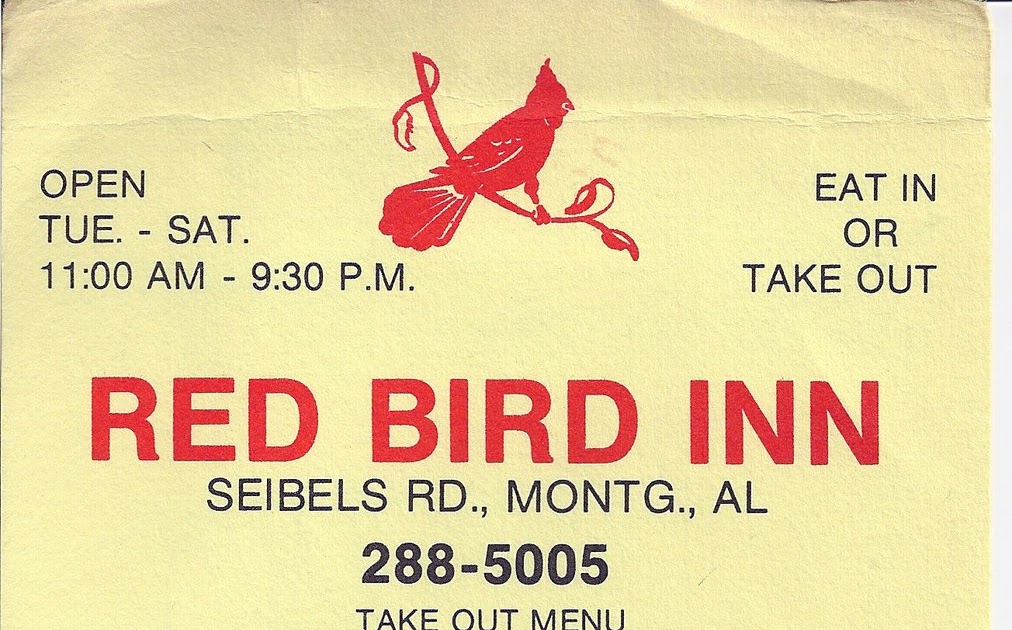 OPEN
TUE. - SAT.
11:00 AM - 9:30 P.M.
EAT IN
OR
TAKE OUT
RED BIRD INN
SEIBELS RD., MONTG., AL
288-5005
TAKE OUT MENU